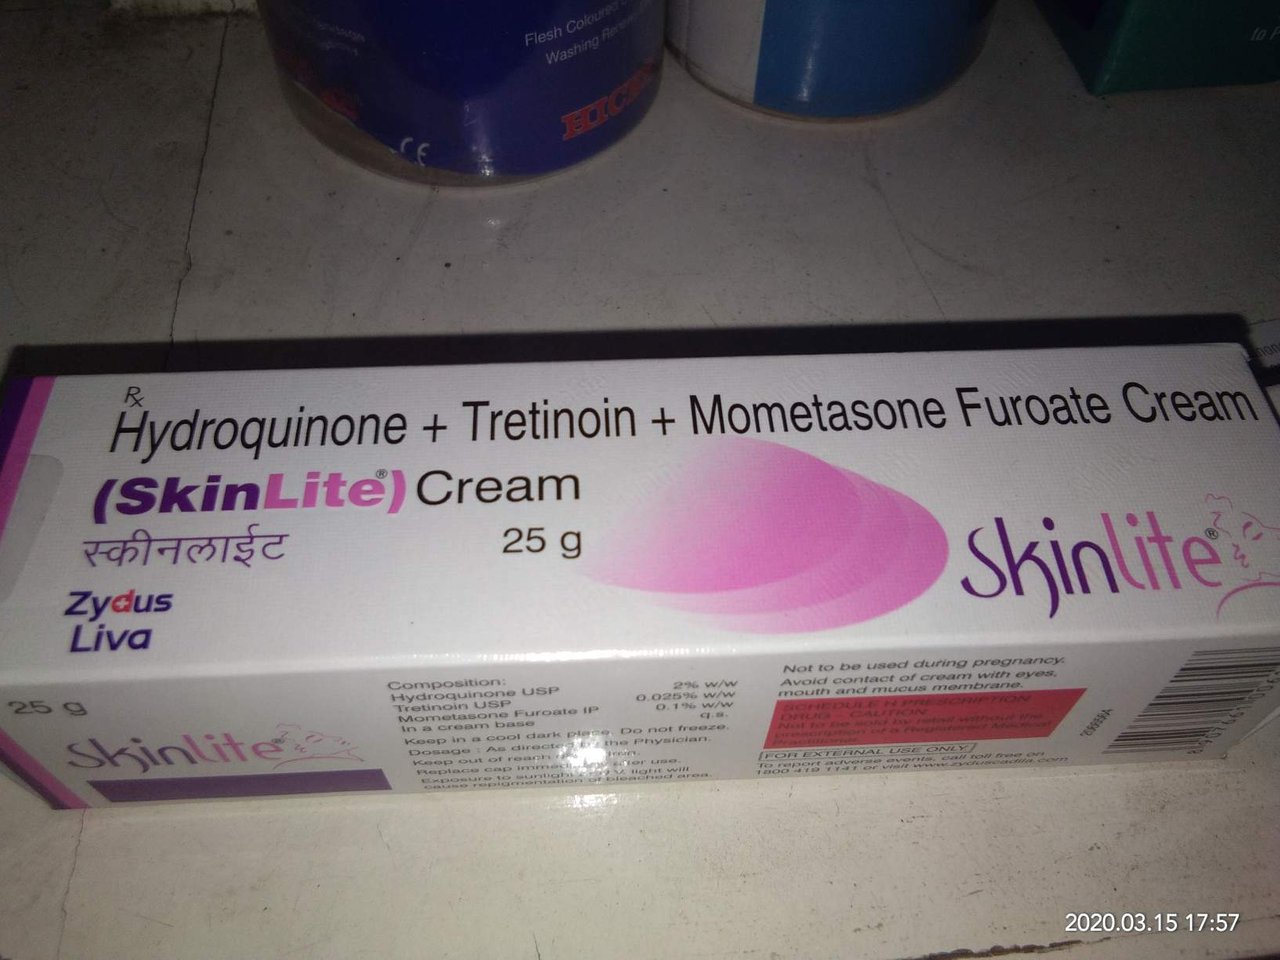 Flesh Coloured
Washing
HIC
CE
to
Rx
Hydroquinone + Tretinoin + Mometasone Furoate Cream
(SkinLite®) Cream
स्कीनलाईट
25 g
Skinlite®
Zydus
Liva
25 g
Skinlite®
Composition:
Hydroquinone USP 2% w/w
Tretinoin USP 0.025% w/w
Mometasone Furoate IP 0.1% w/w
In a cream base q.s.
Keep in a cool dark place. Do not freeze.
Dosage : As directed the Physician.
Keep out of reach
Replace cap use.
Exposure to sunlight light will
cause repigmentation of bleached area.
Not to be used during pregnancy.
Avoid contact of cream with eyes,
mouth and mucus membrane.
SCHEDULE H PRESCRIPTION
DRUG - CAUTION
Not to be sold by retail without the
prescription of a Registered Medical
Practitioner.
FOR EXTERNAL USE ONLY.
To report adverse events, call toll free on
1800 419 1141 or visit www.zyduscadila.com
2020.03.15 17:57